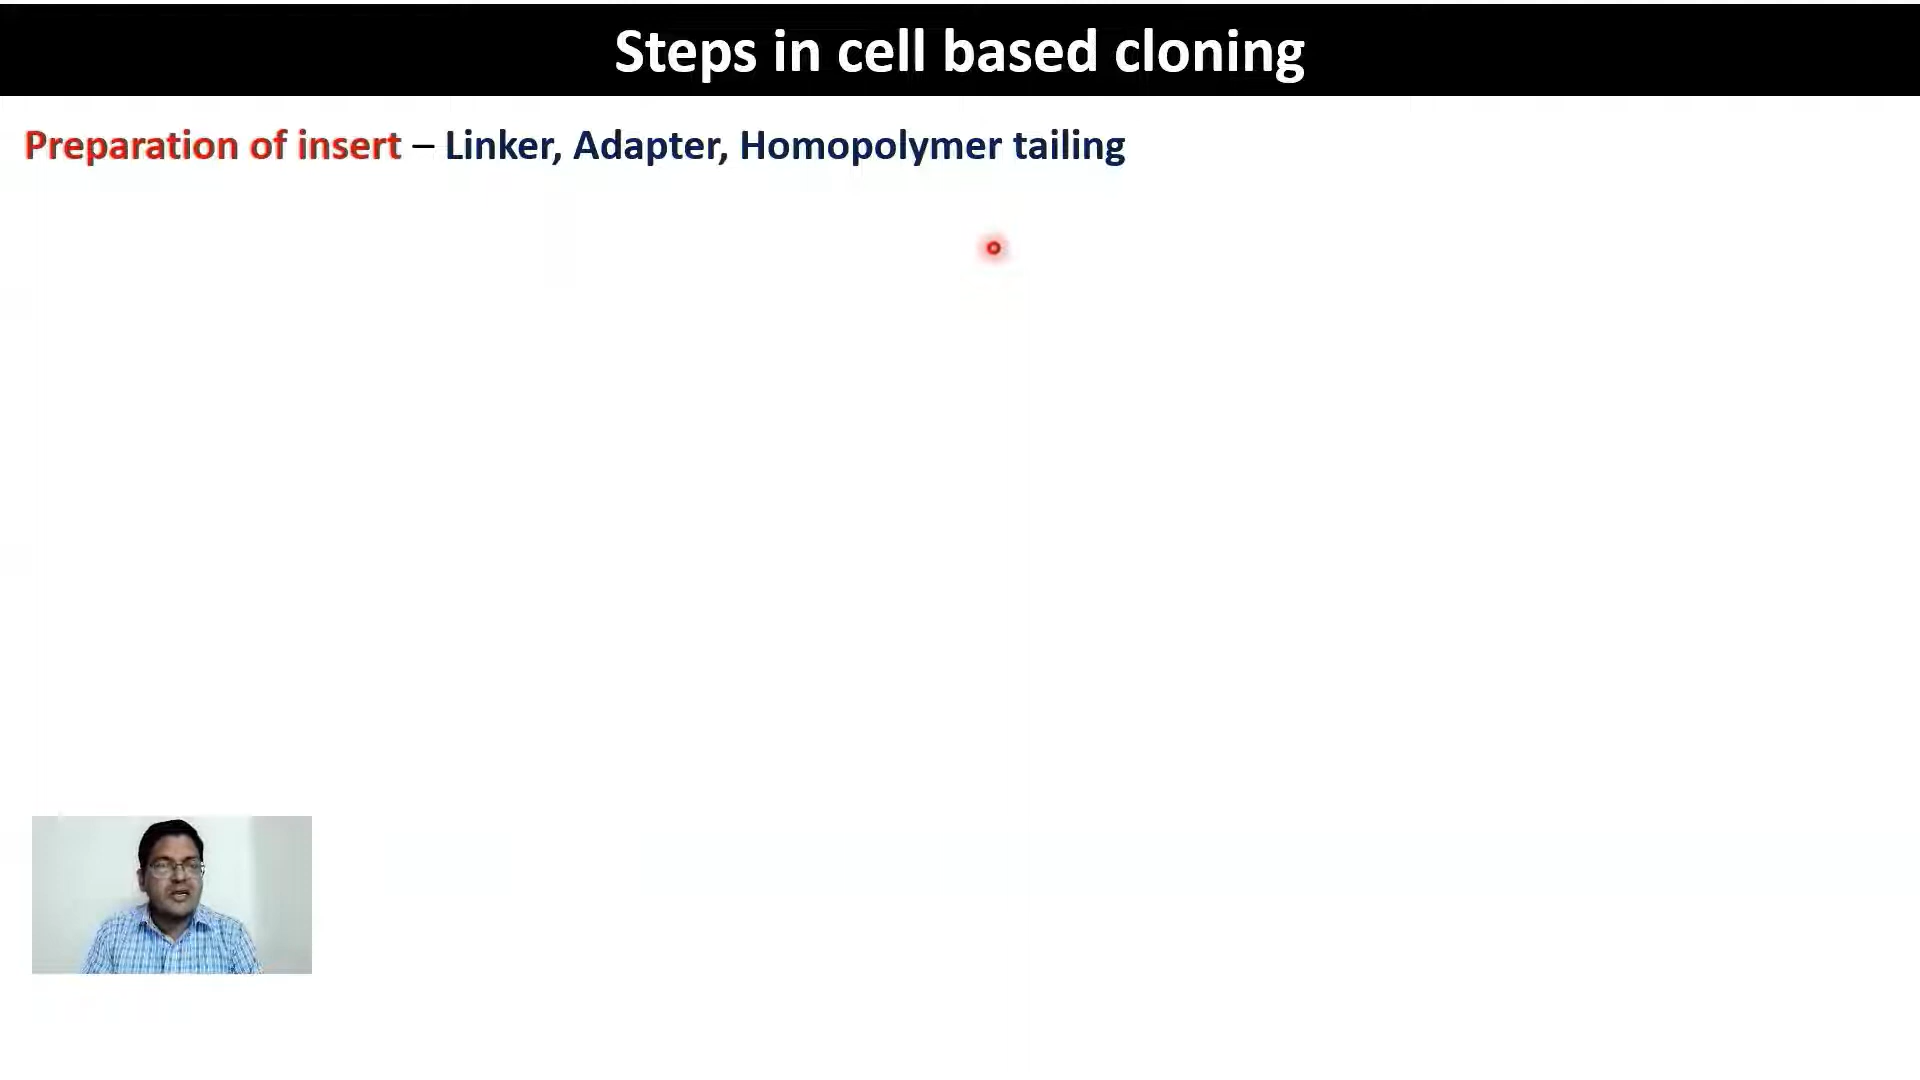 Steps in cell based cloning
Preparation of insert – Linker, Adapter, Homopolymer tailing